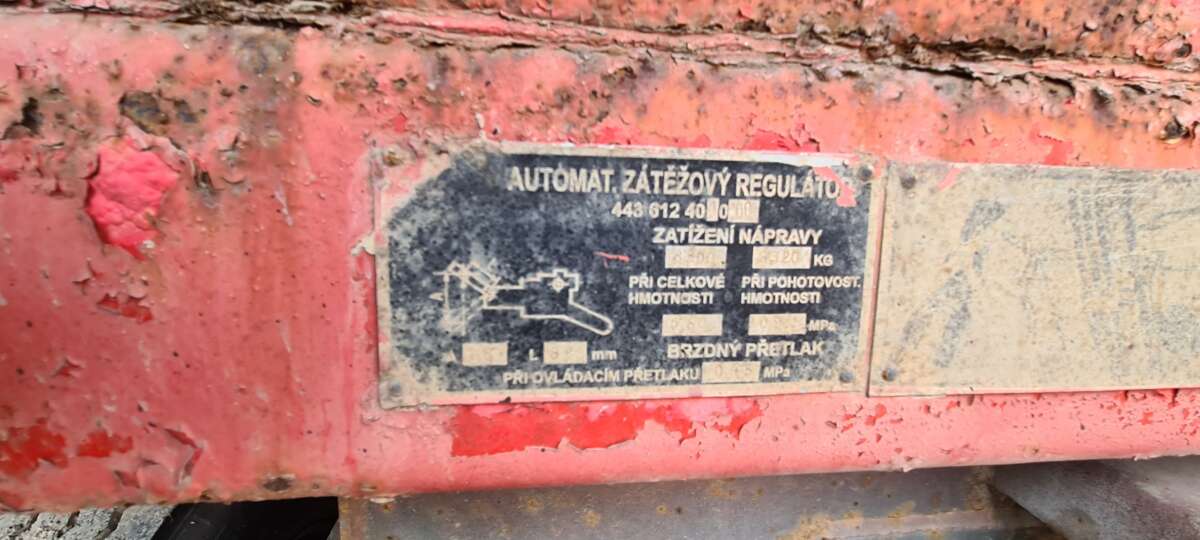 AUTOMAT. ZÁTĚŽOVÝ REGULÁTO
443 612 40
ZATÍŽENÍ NÁPRAVY
KG
PŘI CELKOVÉ HMOTNOSTI
PŘI POHOTOVOST. HMOTNOSTI
MPa
A L mm
BRZDNÝ PŘETLAK
PŘI OVLÁDACÍM PŘETLAKU MPa